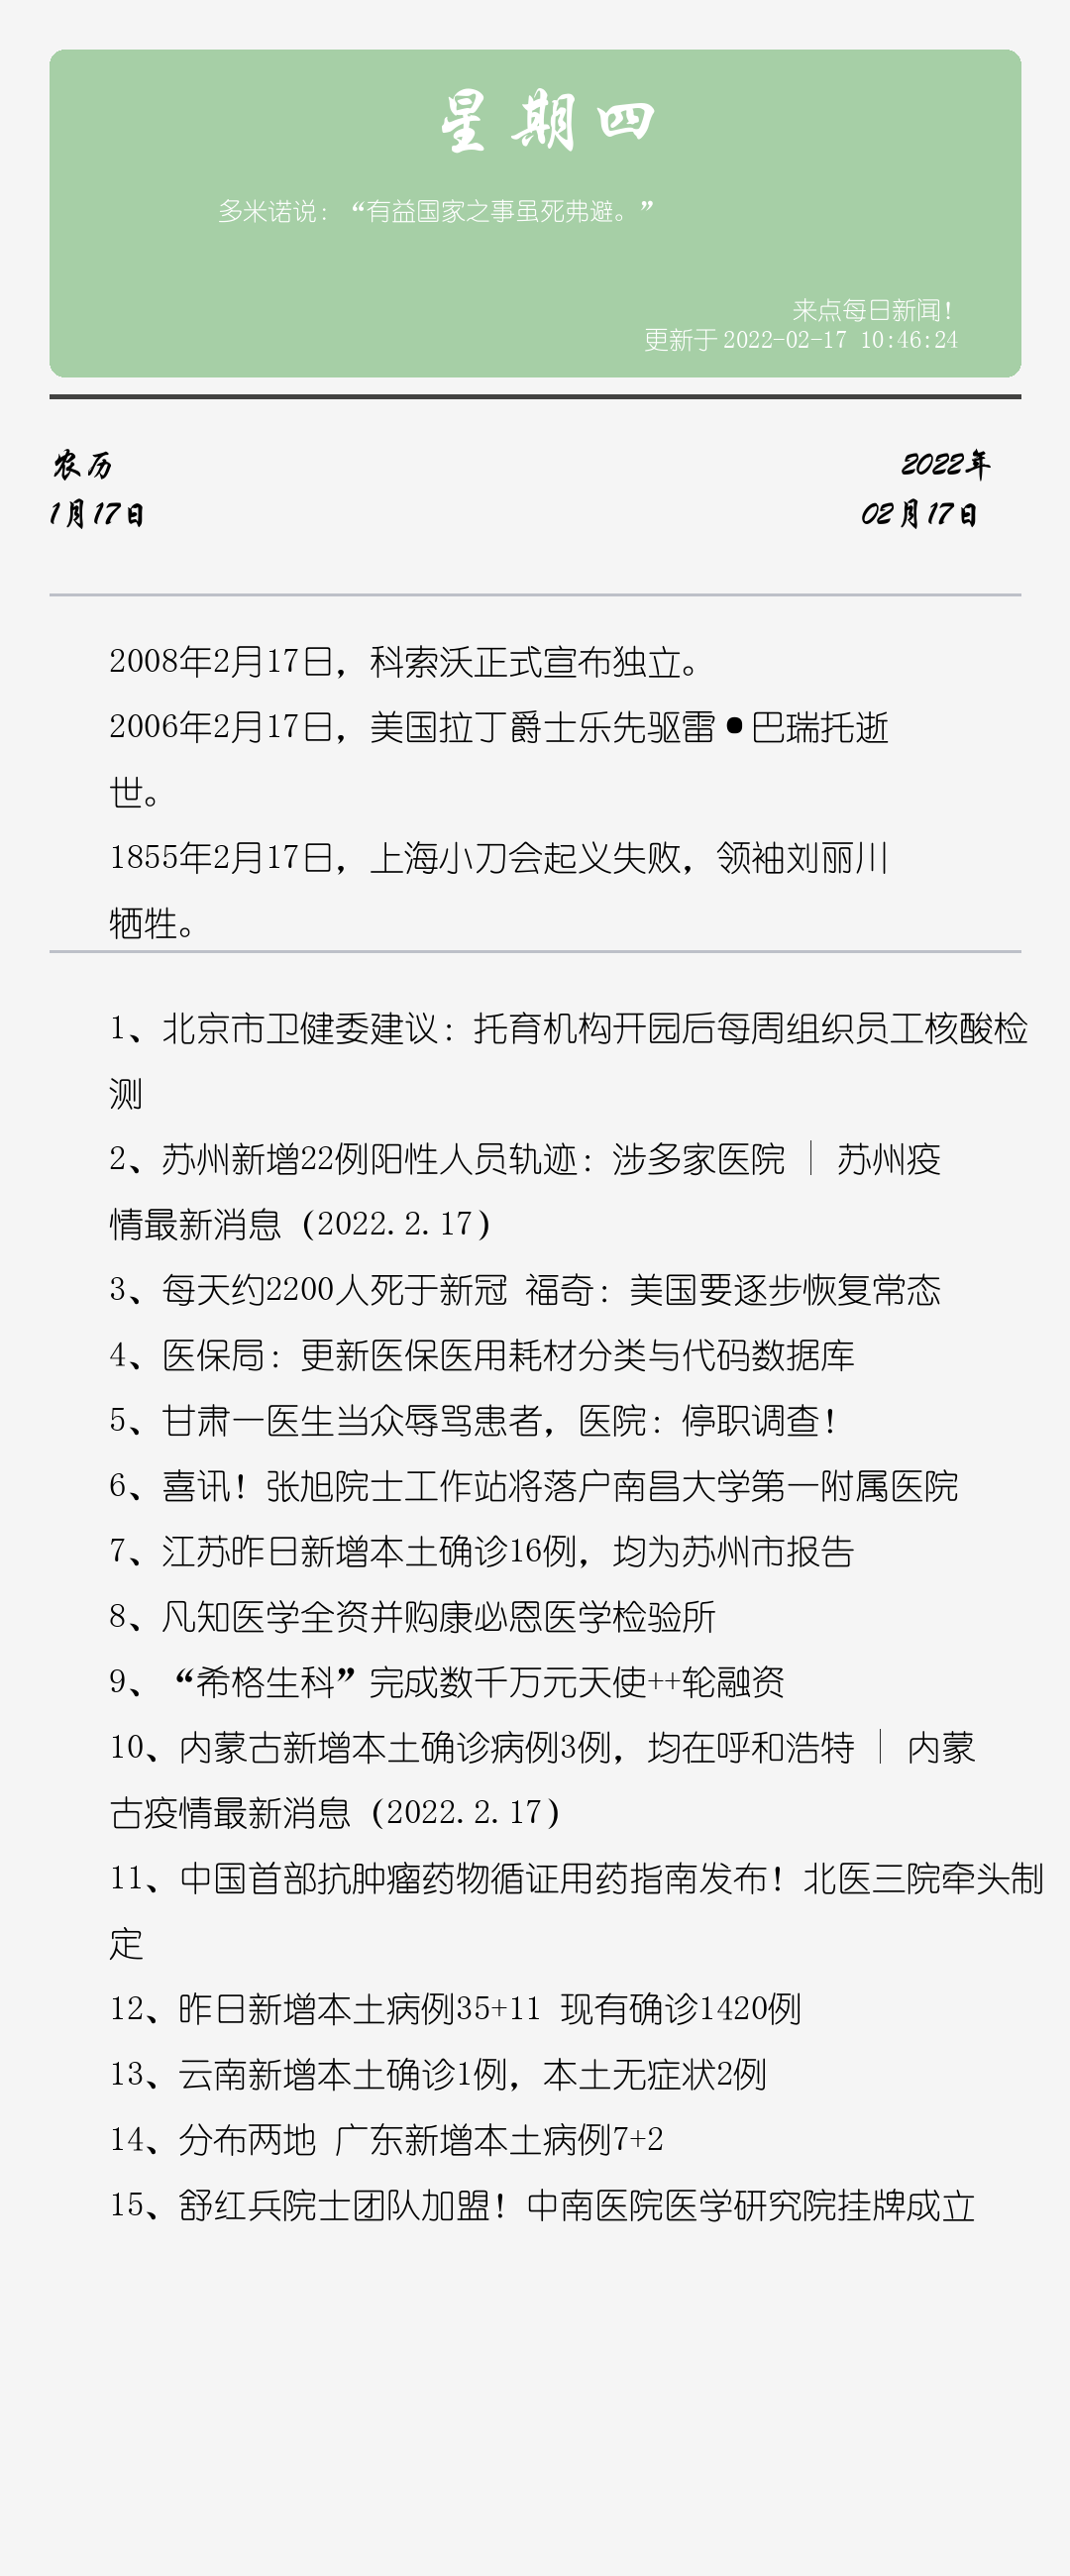 星期四
多米诺说：“有益国家之事虽死弗避。”
来点每日新闻！
更新于 2022-02-17 10:46:24
农历
2022年
1月17日
02月17日
2008年2月17日，科索沃正式宣布独立。
2006年2月17日，美国拉丁爵士乐先驱雷•巴瑞托逝
世。
1855年2月17日，上海小刀会起义失败，领袖刘丽川
牺牲。
1、北京市卫健委建议：托育机构开园后每周组织员工核酸检
测
2、苏州新增22例阳性人员轨迹：涉多家医院 | 苏州疫
情最新消息（2022.2.17）
3、每天约2200人死于新冠 福奇：美国要逐步恢复常态
4、医保局：更新医保医用耗材分类与代码数据库
5、甘肃一医生当众辱骂患者，医院：停职调查！
6、喜讯！张旭院士工作站将落户南昌大学第一附属医院
7、江苏昨日新增本土确诊16例，均为苏州市报告
8、凡知医学全资并购康必恩医学检验所
9、“希格生科”完成数千万元天使++轮融资
10、内蒙古新增本土确诊病例3例，均在呼和浩特 | 内蒙
古疫情最新消息（2022.2.17）
11、中国首部抗肿瘤药物循证用药指南发布！北医三院牵头制
定
12、昨日新增本土病例35+11 现有确诊1420例
13、云南新增本土确诊1例，本土无症状2例
14、分布两地 广东新增本土病例7+2
15、舒红兵院士团队加盟！中南医院医学研究院挂牌成立